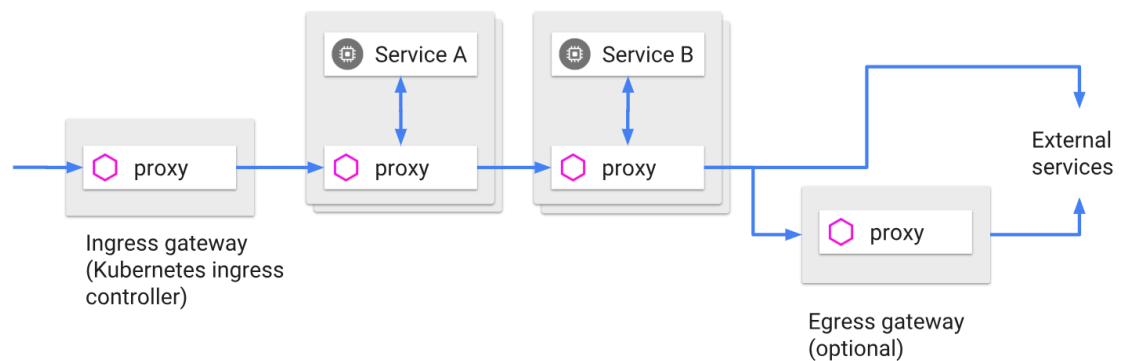 Service A
Service B
proxy
proxy
proxy
External
services
proxy
Ingress gateway
(Kubernetes ingress
controller)
Egress gateway
(optional)